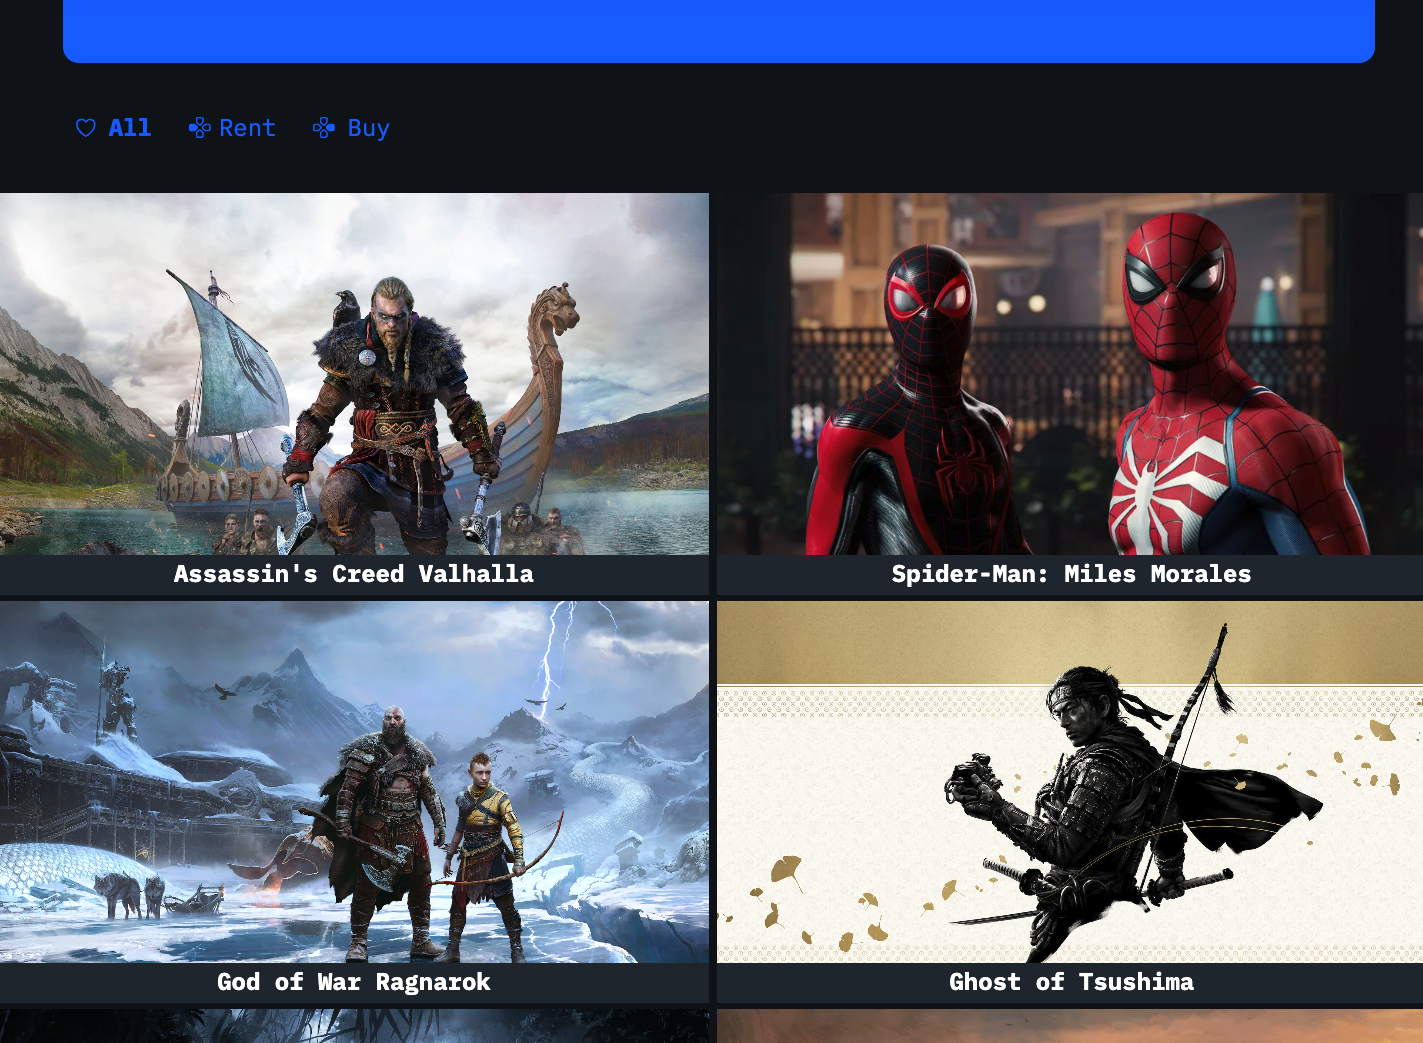 All
Rent
Buy
Assassin's Creed Valhalla
Spider-Man: Miles Morales
God of War Ragnarok
Ghost of Tsushima